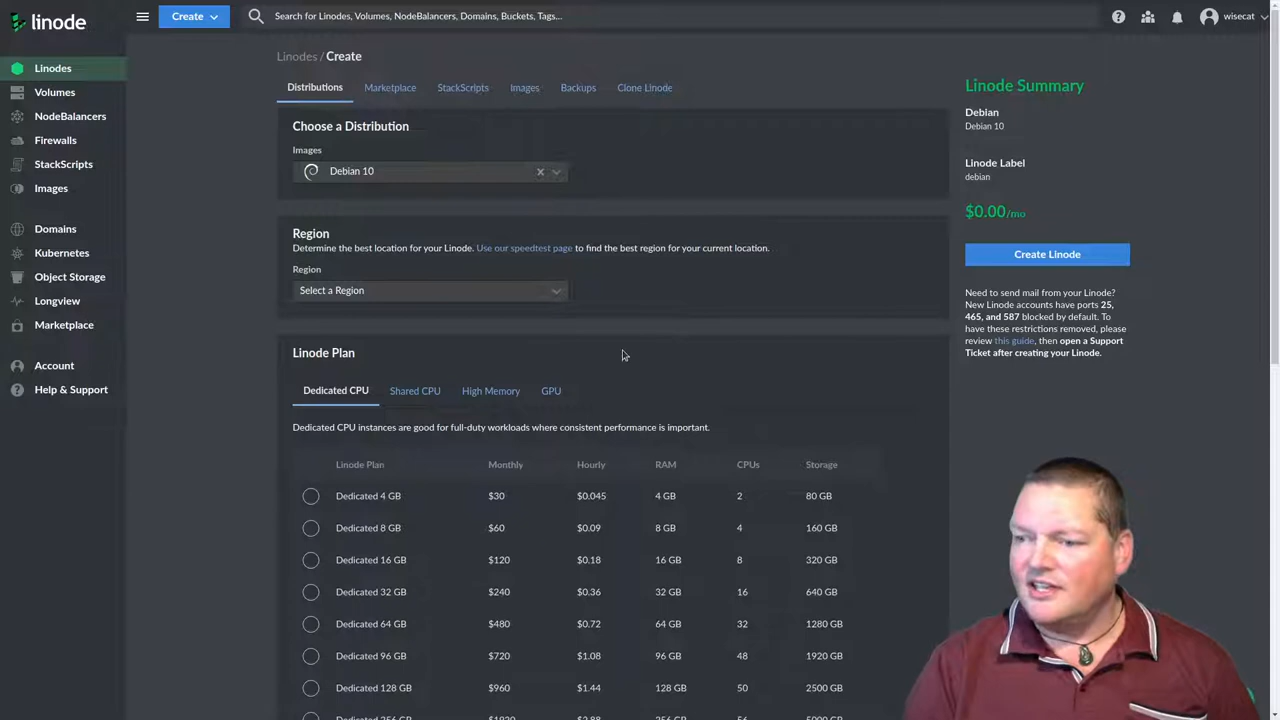 linode
Create
Search for Linodes, Volumes, NodeBalancers, Domains, Buckets, Tags...
wisecat
Linodes
Volumes
NodeBalancers
Firewalls
StackScripts
Images
Domains
Kubernetes
Object Storage
Longview
Marketplace
Account
Help & Support
Linodes / Create
Distributions
Marketplace
StackScripts
Images
Backups
Clone Linode
Choose a Distribution
Images
Debian 10
Region
Determine the best location for your Linode. Use our speedtest page to find the best region for your current location.
Region
Select a Region
Linode Plan
Dedicated CPU
Shared CPU
High Memory
GPU
Dedicated CPU instances are good for full-duty workloads where consistent performance is important.
Linode Plan Monthly Hourly RAM CPUs Storage
Dedicated 4 GB $30 $0.045 4 GB 2 80 GB
Dedicated 8 GB $60 $0.09 8 GB 4 160 GB
Dedicated 16 GB $120 $0.18 16 GB 8 320 GB
Dedicated 32 GB $240 $0.36 32 GB 16 640 GB
Dedicated 64 GB $480 $0.72 64 GB 32 1280 GB
Dedicated 96 GB $720 $1.08 96 GB 48 1920 GB
Dedicated 128 GB $960 $1.44 128 GB 50 2500 GB
Linode Summary
Debian
Debian 10
Linode Label
debian
$0.00/mo
Create Linode
Need to send mail from your Linode?
New Linode accounts have ports 25,
465, and 587 blocked by default. To
have these restrictions removed, please
review this guide, then open a Support
Ticket after creating your Linode.